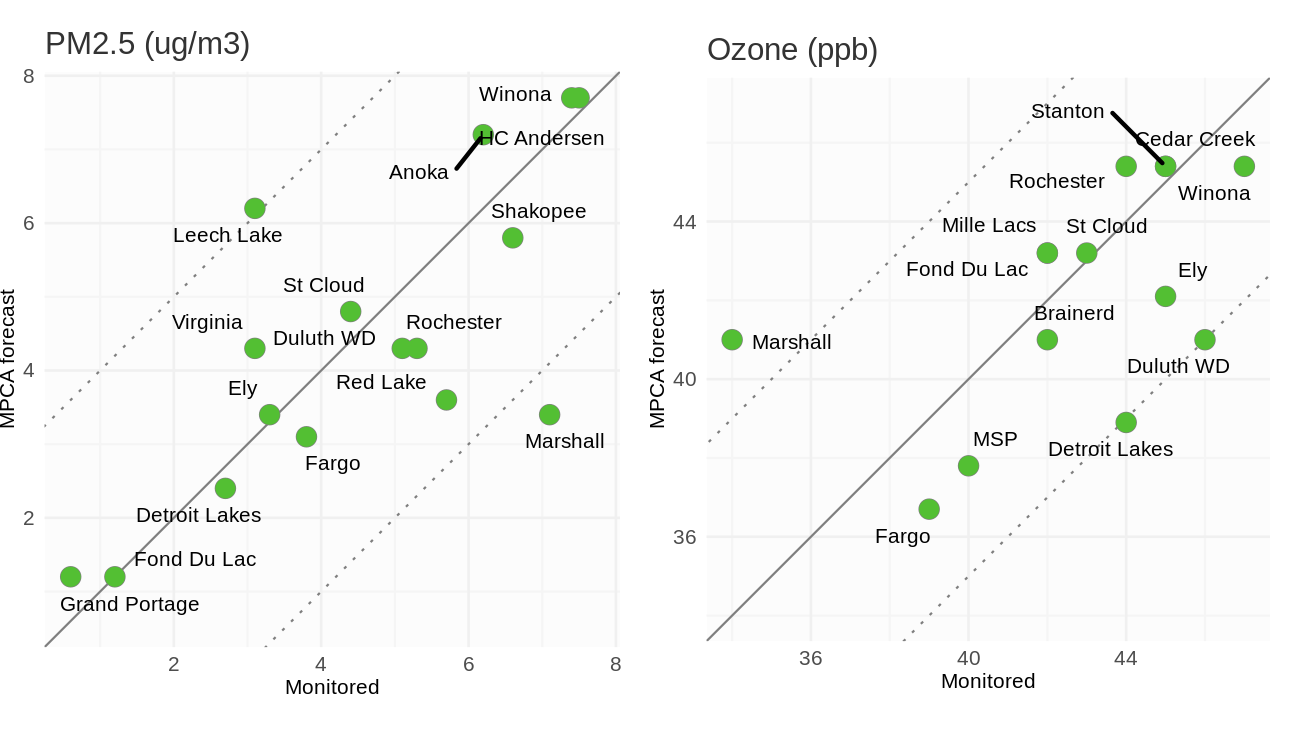 PM2.5 (ug/m3)
8
6
4
2
MPCA forecast
Winona
HC Andersen
Anoka
Shakopee
Leech Lake
St Cloud
Virginia
Duluth WD
Rochester
Ely
Red Lake
Fargo
Marshall
Detroit Lakes
Fond Du Lac
Grand Portage
2
4
6
8
Monitored
Ozone (ppb)
44
40
36
MPCA forecast
Stanton
Cedar Creek
Rochester
Winona
Mille Lacs
St Cloud
Fond Du Lac
Ely
Brainerd
Marshall
Duluth WD
MSP
Detroit Lakes
Fargo
36
40
44
Monitored